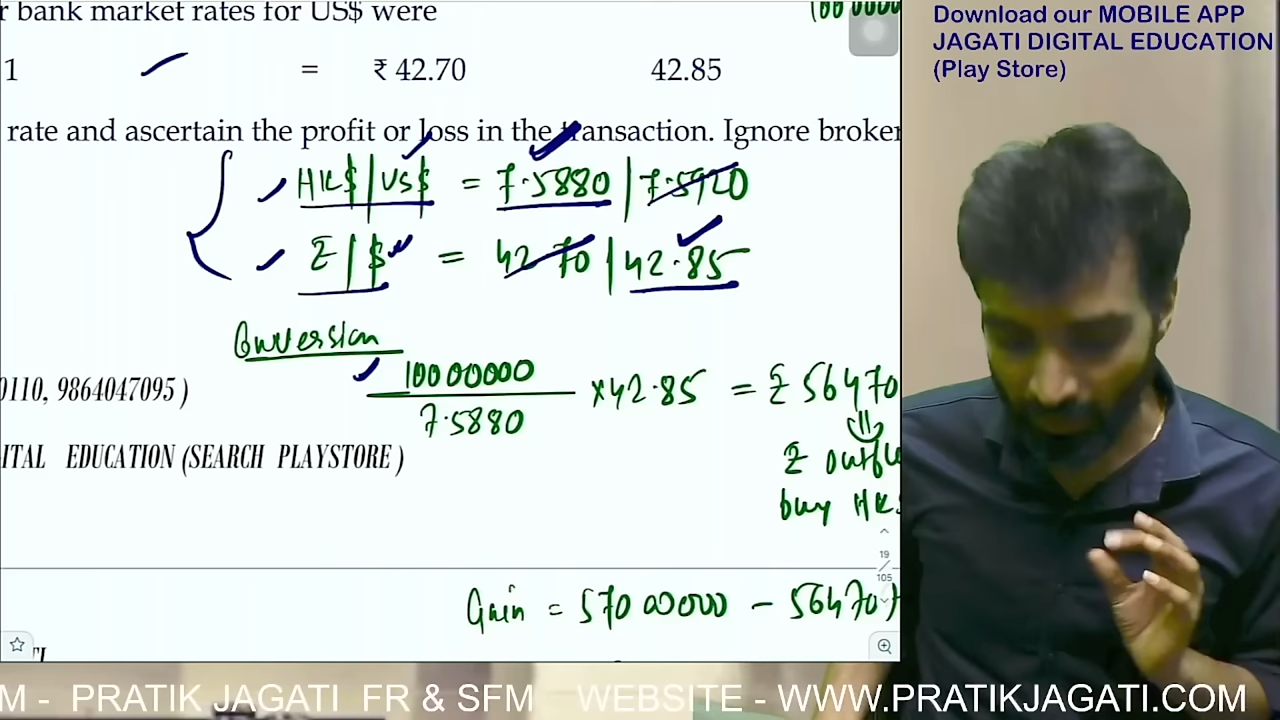 r bank market rates for US$ were
1 = ₹ 42.70 42.85
rate and ascertain the profit or loss in the transaction. Ignore broker
HK$ | US$ = 7.5880 | 7.5920
₹ | $ = 42.70 | 42.85
Conversion
10000000
7.5880
×42.85 = ₹ 56470
₹ outflo
buy HK
0110, 9864047095 )
ITAL EDUCATION (SEARCH PLAYSTORE )
19
105
Gain = 57000000 - 56470
Download our MOBILE APP
JAGATI DIGITAL EDUCATION
(Play Store)
M - PRATIK JAGATI FR & SFM WEBSITE - WWW.PRATIKJAGATI.COM